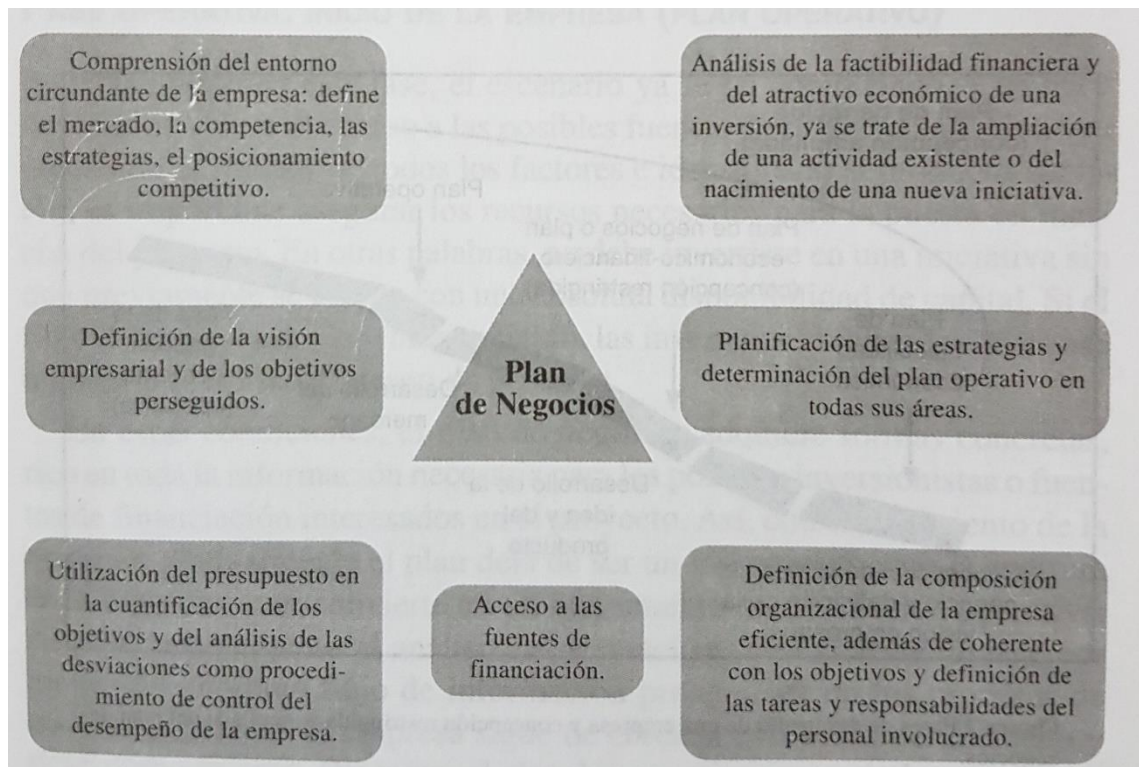 Comprensión del entorno
circundante de la empresa: define
el mercado, la competencia, las
estrategias, el posicionamiento
competitivo.
Análisis de la factibilidad financiera y
del atractivo económico de una
inversión, ya se trate de la ampliación
de una actividad existente o del
nacimiento de una nueva iniciativa.
Definición de la visión
empresarial y de los objetivos
perseguidos.
Plan
de Negocios
Planificación de las estrategias y
determinación del plan operativo en
todas sus áreas.
Utilización del presupuesto en
la cuantificación de los
objetivos y del análisis de las
desviaciones como procedi-
miento de control del
desempeño de la empresa.
Acceso a las
fuentes de
financiación.
Definición de la composición
organizacional de la empresa
eficiente, además de coherente
con los objetivos y definición de
las tareas y responsabilidades del
personal involucrado.